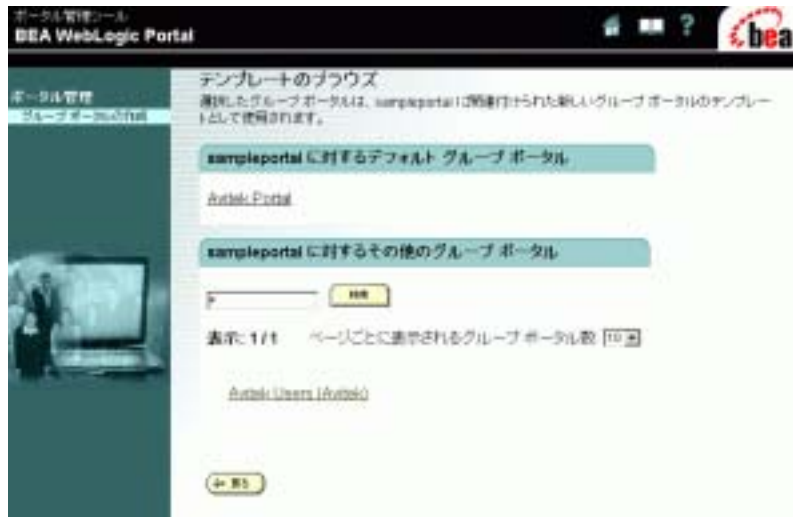 ポータル管理ツール
BEA WebLogic Portal
?
bea
ポータル管理
グループ ポータルの作成
テンプレートのブラウズ
選択したグループ ポータルは、sampleportal に関連付けられた新しいグループ ポータルのテンプレー
トとして使用されます。
sampleportal に対するデフォルト グループ ポータル
Avitek Portal
sampleportal に対するその他のグループ ポータル
*
検索
表示: 1 / 1 ページごとに表示されるグループ ポータル数 10
Avitek Users (Avitek)
戻る